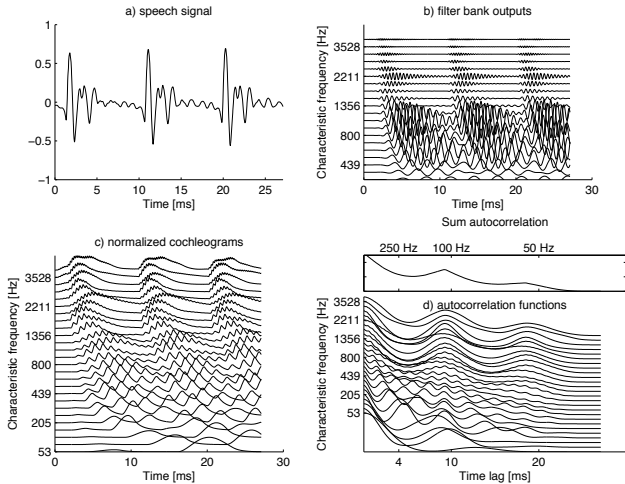 a) speech signal
1
0.5
0
−0.5
−1
0 5 10 15 20 25
Time [ms]
b) filter bank outputs
Characteristic frequency [Hz]
3528
2211
1356
800
439
0 10 20 30
Time [ms]
c) normalized cochleograms
Characteristic frequency [Hz]
3528
2211
1356
800
439
205
53
0 10 20 30
Time [ms]
Sum autocorrelation
250 Hz 100 Hz 50 Hz
d) autocorrelation functions
Characteristic frequency [Hz]
3528
2211
1356
800
439
205
53
4 10 20
Time lag [ms]